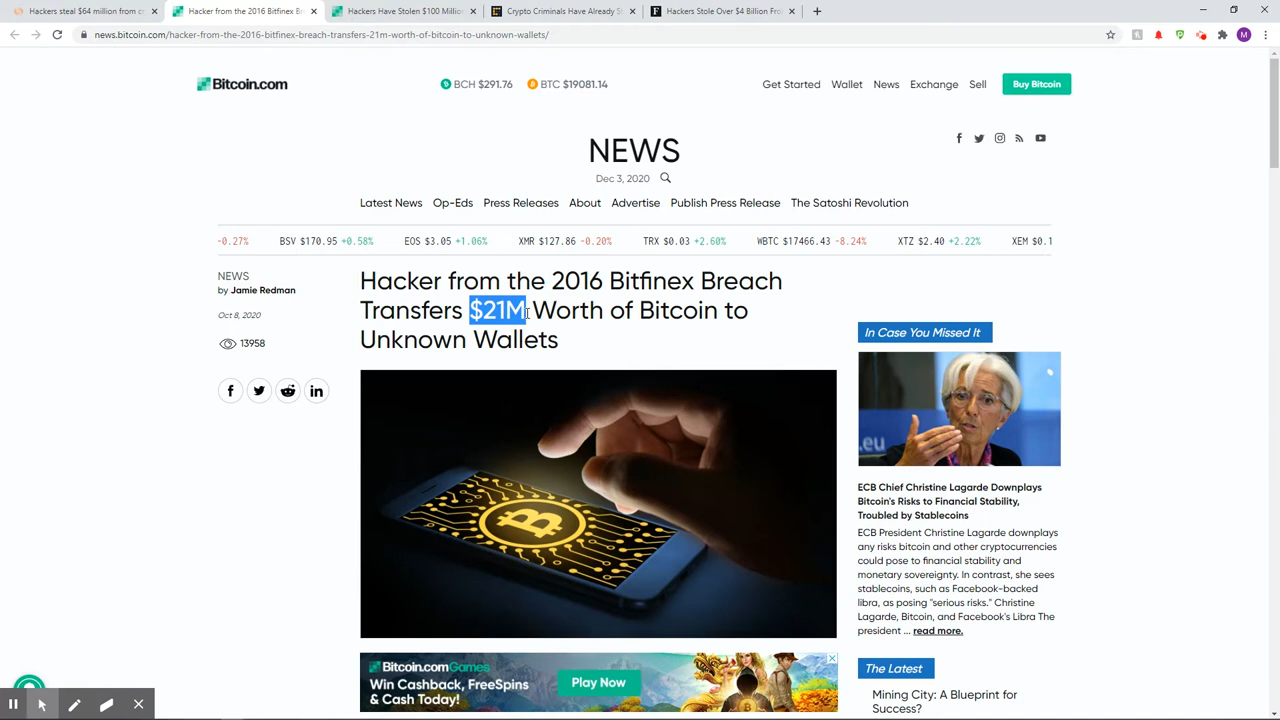 Hackers steal $64 million from cr
Hacker from the 2016 Bitfinex Bre
Hackers Have Stolen $100 Million
Crypto Criminals Have Already St
Hackers Stole Over $4 Billion Fro
news.bitcoin.com/hacker-from-the-2016-bitfinex-breach-transfers-21m-worth-of-bitcoin-to-unknown-wallets/
M
Bitcoin.com
BCH $291.76
BTC $19081.14
Get Started Wallet News Exchange Sell
Buy Bitcoin
NEWS
Dec 3, 2020
Latest News Op-Eds Press Releases About Advertise Publish Press Release The Satoshi Revolution
-0.27% BSV $170.95 +0.58% EOS $3.05 +1.06% XMR $127.86 -0.20% TRX $0.03 +2.60% WBTC $17466.43 -8.24% XTZ $2.40 +2.22% XEM $0.1
NEWS
by Jamie Redman
Oct 8, 2020
13958
Hacker from the 2016 Bitfinex Breach
Transfers $21M Worth of Bitcoin to
Unknown Wallets
Bitcoin.com Games
Win Cashback, FreeSpins
& Cash Today!
Play Now
In Case You Missed It
.eu
ECB Chief Christine Lagarde Downplays
Bitcoin's Risks to Financial Stability,
Troubled by Stablecoins
ECB President Christine Lagarde downplays
any risks bitcoin and other cryptocurrencies
could pose to financial stability and
monetary sovereignty. In contrast, she sees
stablecoins, such as Facebook-backed
libra, as posing "serious risks." Christine
Lagarde, Bitcoin, and Facebook's Libra The
president ... read more.
The Latest
Mining City: A Blueprint for
Success?